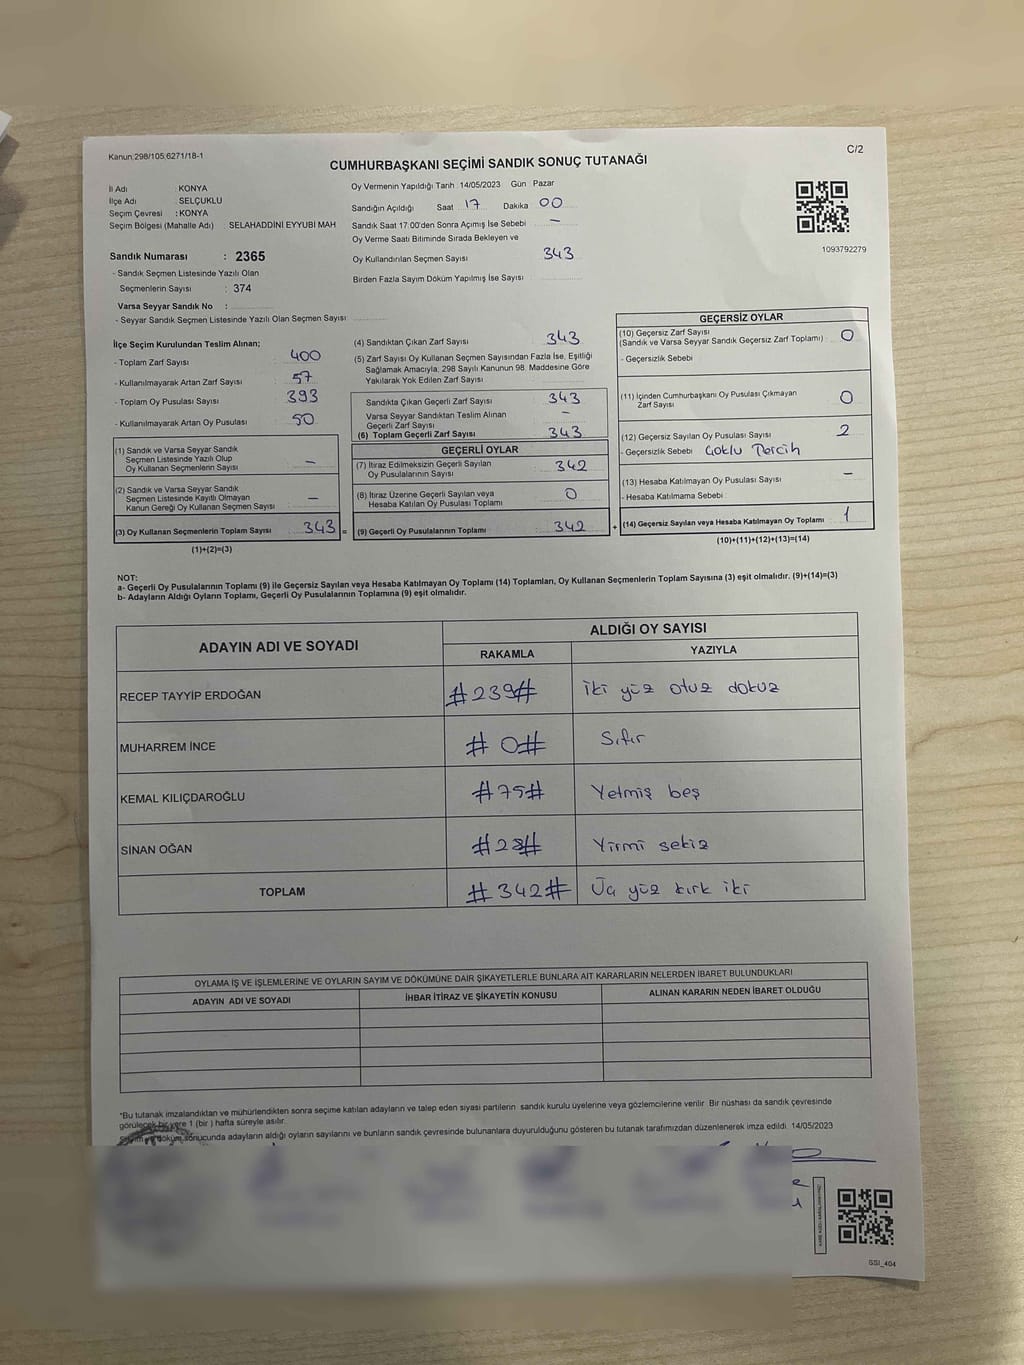 Kanun:298/105;6271/18-1
C/2
CUMHURBAŞKANI SEÇİMİ SANDIK SONUÇ TUTANAĞI
İl Adı : KONYA
İlçe Adı : SELÇUKLU
Seçim Çevresi : KONYA
Seçim Bölgesi (Mahalle Adı) SELAHADDİNİ EYYUBİ MAH
Sandık Numarası : 2365
- Sandık Seçmen Listesinde Yazılı Olan
Seçmenlerin Sayısı : 374
Varsa Seyyar Sandık No :
- Seyyar Sandık Seçmen Listesinde Yazılı Olan Seçmen Sayısı
Oy Vermenin Yapıldığı Tarih : 14/05/2023 Gün Pazar
Sandığın Açıldığı Saat 17 Dakika 00
Sandık Saat 17:00'den Sonra Açımış İse Sebebi -
Oy Verme Saati Bitiminde Sırada Bekleyen ve
Oy Kullandırılan Seçmen Sayısı 343
Birden Fazla Sayım Döküm Yapılmış İse Sayısı
1093792279
İlçe Seçim Kurulundan Teslim Alınan;
- Toplam Zarf Sayısı 400
- Kullanılmayarak Artan Zarf Sayısı 57
- Toplam Oy Pusulası Sayısı 393
- Kullanılmayarak Artan Oy Pusulası 50
(1) Sandık ve Varsa Seyyar Sandık
Seçmen Listesinde Yazılı Olup
Oy Kullanan Seçmenlerin Sayısı -
(2) Sandık ve Varsa Seyyar Sandık
Seçmen Listesinde Kayıtlı Olmayan
Kanun Gereği Oy Kullanan Seçmen Sayısı -
(3) Oy Kullanan Seçmenlerin Toplam Sayısı 343 =
(1)+(2)=(3)
(4) Sandıktan Çıkan Zarf Sayısı 343
(5) Zarf Sayısı Oy Kullanan Seçmen Sayısından Fazla İse, Eşitliği
Sağlamak Amacıyla, 298 Sayılı Kanunun 98. Maddesine Göre
Yakılarak Yok Edilen Zarf Sayısı
Sandıkta Çıkan Geçerli Zarf Sayısı 343
Varsa Seyyar Sandıktan Teslim Alınan
Geçerli Zarf Sayısı -
(6) Toplam Geçerli Zarf Sayısı 343
GEÇERLİ OYLAR
(7) İtiraz Edilmeksizin Geçerli Sayılan
Oy Pusulalarının Sayısı 342
(8) İtiraz Üzerine Geçerli Sayılan veya
Hesaba Katılan Oy Pusulası Toplamı 0
(9) Geçerli Oy Pusulalarının Toplamı 342
GEÇERSİZ OYLAR
(10) Geçersiz Zarf Sayısı
(Sandık ve Varsa Seyyar Sandık Geçersiz Zarf Toplamı) : 0
- Geçersizlik Sebebi
(11) İçinden Cumhurbaşkanı Oy Pusulası Çıkmayan
Zarf Sayısı 0
(12) Geçersiz Sayılan Oy Pusulası Sayısı 2
- Geçersizlik Sebebi Çoklu Tercih
(13) Hesaba Katılmayan Oy Pusulası Sayısı -
- Hesaba Katılmama Sebebi
+ (14) Geçersiz Sayılan veya Hesaba Katılmayan Oy Toplamı 1
(10)+(11)+(12)+(13)=(14)
NOT:
a- Geçerli Oy Pusulalarının Toplamı (9) ile Geçersiz Sayılan veya Hesaba Katılmayan Oy Toplamı (14) Toplamları, Oy Kullanan Seçmenlerin Toplam Sayısına (3) eşit olmalıdır. (9)+(14)=(3)
b- Adayların Aldığı Oyların Toplamı, Geçerli Oy Pusulalarının Toplamına (9) eşit olmalıdır.
ADAYIN ADI VE SOYADI
ALDIĞI OY SAYISI
RAKAMLA YAZIYLA
RECEP TAYYİP ERDOĞAN #239# iki yüz otuz dokuz
MUHARREM İNCE # 0# Sıfır
KEMAL KILIÇDAROĞLU #75# Yetmiş beş
SİNAN OĞAN #28# Yirmi sekiz
TOPLAM #342# Üç yüz kırk iki
OYLAMA İŞ VE İŞLEMLERİNE VE OYLARIN SAYIM VE DÖKÜMÜNE DAİR ŞİKAYETLERLE BUNLARA AİT KARARLARIN NELERDEN İBARET BULUNDUKLARI
ADAYIN ADI VE SOYADI İHBAR İTİRAZ VE ŞİKAYETİN KONUSU ALINAN KARARIN NEDEN İBARET OLDUĞU
*Bu tutanak imzalandıktan ve mühürlendikten sonra seçime katılan adayların ve talep eden siyasi partilerin sandık kurulu üyelerine veya gözlemcilerine verilir. Bir nüshası da sandık çevresinde
görülecek bir yere 1 (bir ) hafta süreyle asılır.
Sayım ve döküm sonucunda adayların aldığı oyların sayılarını ve bunların sandık çevresinde bulunanlara duyurulduğunu gösteren bu tutanak tarafımızdan düzenlenerek imza edildi. 14/05/2023
SSI_404